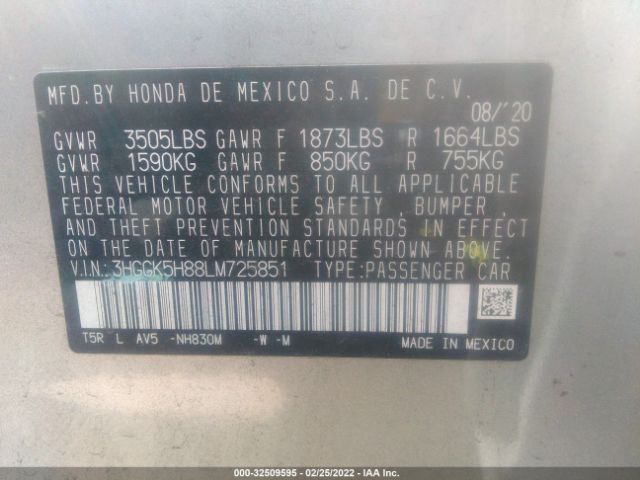 MFD. BY HONDA DE MEXICO S.A. DE C.V.
08/'20
GVWR 3505LBS GAWR F 1873LBS R 1664LBS
GVWR 1590KG GAWR F 850KG R 755KG
THIS VEHICLE CONFORMS TO ALL APPLICABLE
FEDERAL MOTOR VEHICLE SAFETY , BUMPER ,
AND THEFT PREVENTION STANDARDS IN EFFECT
ON THE DATE OF MANUFACTURE SHOWN ABOVE.
V.I.N.: 3HGGK5H88LM725851 TYPE:PASSENGER CAR
T5R L AV5 -NH830M -W -M MADE IN MEXICO
000-32509595 - 02/25/2022 - IAA Inc.